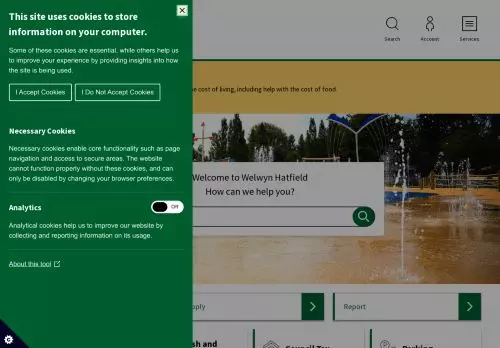 This site uses cookies to store
information on your computer.
Some of these cookies are essential, while others help us
to improve your experience by providing insights into how
the site is being used.
I Accept Cookies
I Do Not Accept Cookies
Necessary Cookies
Necessary cookies enable core functionality such as page
navigation and access to secure areas. The website
cannot function properly without these cookies, and can
only be disabled by changing your browser preferences.
Analytics
Off
Analytical cookies help us to improve our website by
collecting and reporting information on its usage.
About this tool
Search
Account
Services
e cost of living, including help with the cost of food.
Welcome to Welwyn Hatfield
How can we help you?
pply
Report
sh and
Council Tax
Parking